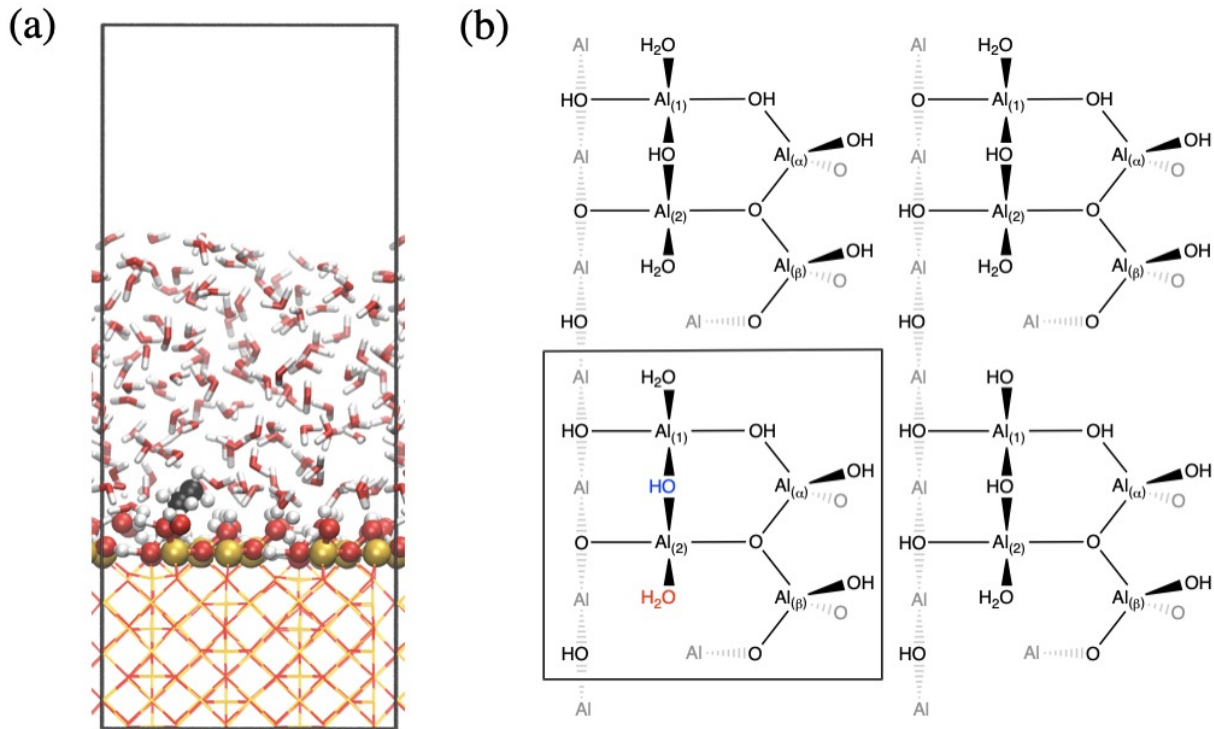 (a)
(b)
Al H₂O Al H₂O
HO Al₍₁₎ OH O Al₍₁₎ OH
Al HO Al₍α₎ OH O Al HO Al₍α₎ OH O
O Al₍₂₎ O HO Al₍₂₎ O
Al H₂O Al₍β₎ OH O Al H₂O Al₍β₎ OH O
HO Al O HO Al O
Al H₂O Al HO
HO Al₍₁₎ OH HO Al₍₁₎ OH
Al HO Al₍α₎ OH O Al HO Al₍α₎ OH O
O Al₍₂₎ O HO Al₍₂₎ O
Al H₂O Al₍β₎ OH O Al H₂O Al₍β₎ OH O
HO Al O HO Al O
Al Al